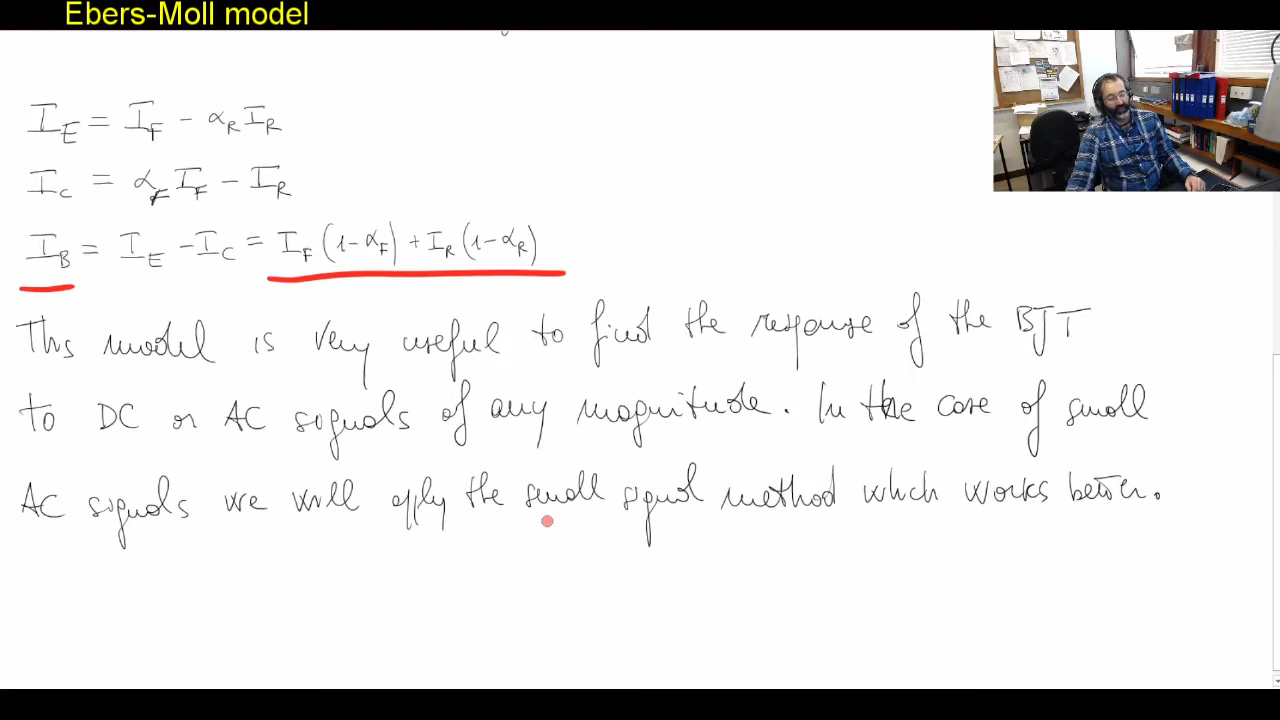 Ebers-Moll model
I_E = I_F - α_R I_R
I_C = α_F I_F - I_R
I_B = I_E - I_C = I_F (1-α_F) + I_R (1-α_R)
This model is very useful to find the response of the BJT
to DC or AC signals of any magnitude. In the case of small
AC signals we will apply the small signal method which works better.